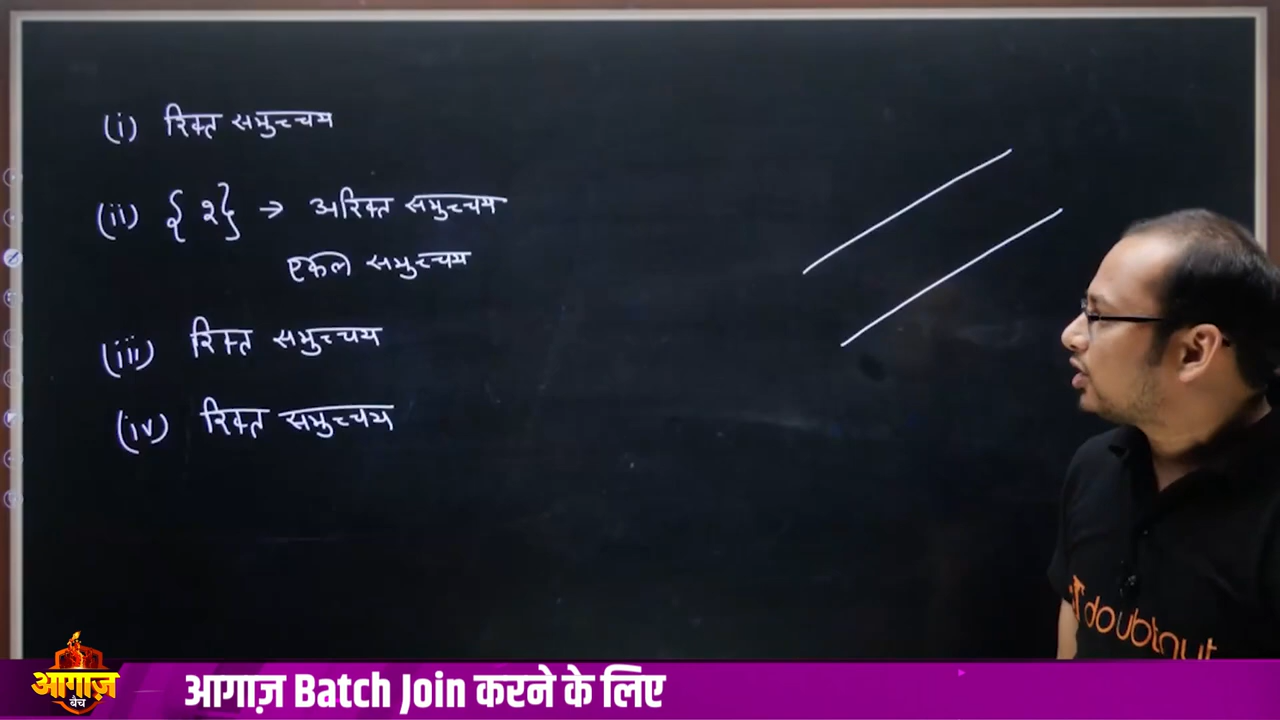 (i) रिक्त समुच्चय
(ii) { 2 } → अरिक्त समुच्चय
एकल समुच्चय
(iii) रिक्त समुच्चय
(iv) रिक्त समुच्चय
doubtnut
आगाज़
बैच
आगाज़ Batch Join करने के लिए